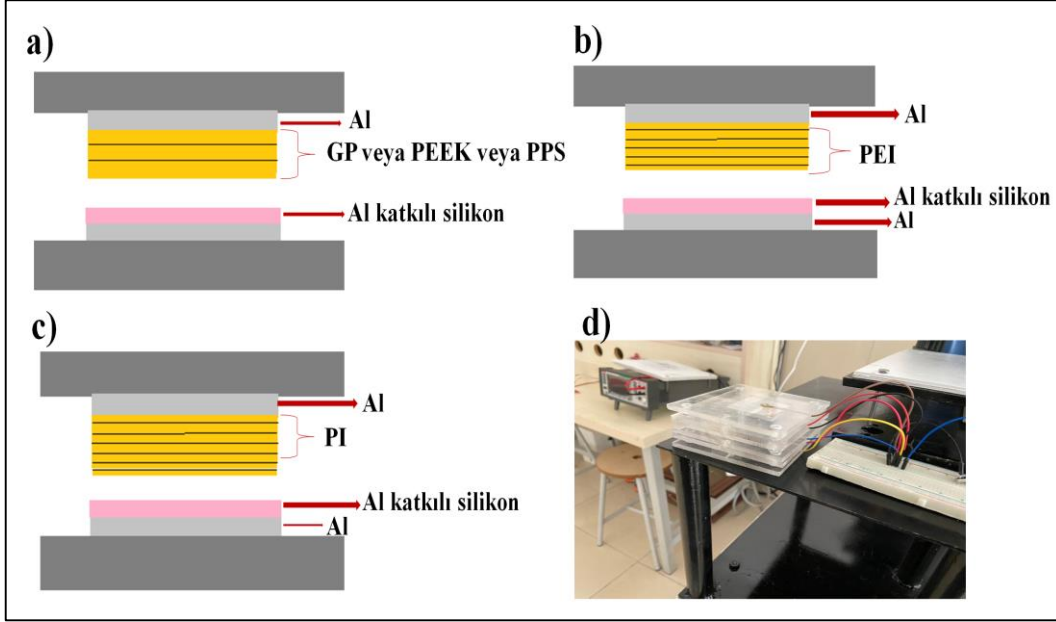 a)
Al
GP veya PEEK veya PPS
Al katkılı silikon
b)
Al
PEI
Al katkılı silikon
Al
c)
Al
PI
Al katkılı silikon
Al
d)